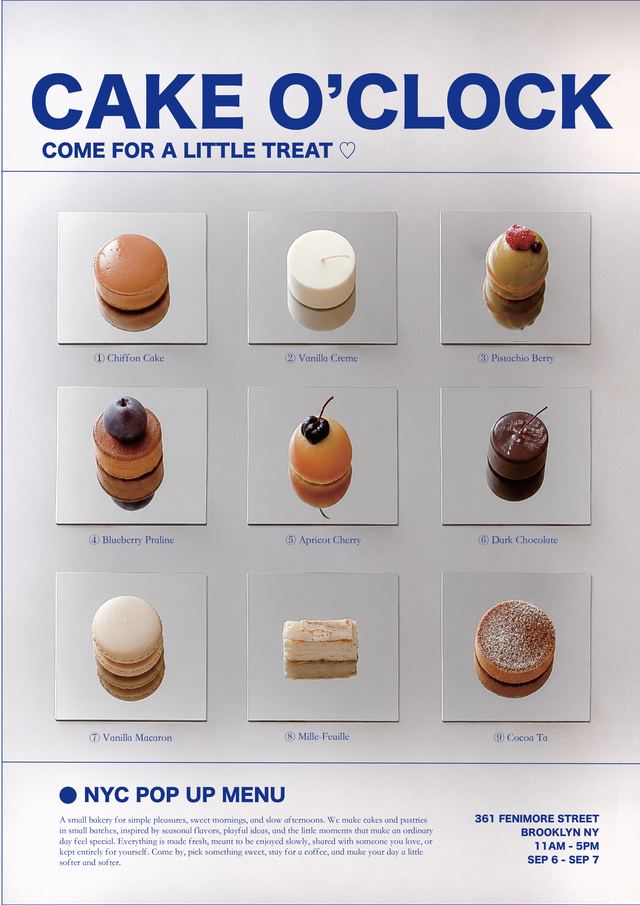 CAKE O’CLOCK
COME FOR A LITTLE TREAT ♡
① Chiffon Cake
② Vanilla Creme
③ Pistachio Berry
④ Blueberry Praline
⑤ Apricot Cherry
⑥ Dark Chocolate
⑦ Vanilla Macaron
⑧ Mille-Feuille
⑨ Cocoa Ta
● NYC POP UP MENU
A small bakery for simple pleasures, sweet mornings, and slow afternoons. We make cakes and pastries
in small batches, inspired by seasonal flavors, playful ideas, and the little moments that make an ordinary
day feel special. Everything is made fresh, meant to be enjoyed slowly, shared with someone you love, or
kept entirely for yourself. Come by, pick something sweet, stay for a coffee, and make your day a little
softer and softer.
361 FENIMORE STREET
BROOKLYN NY
11AM - 5PM
SEP 6 - SEP 7